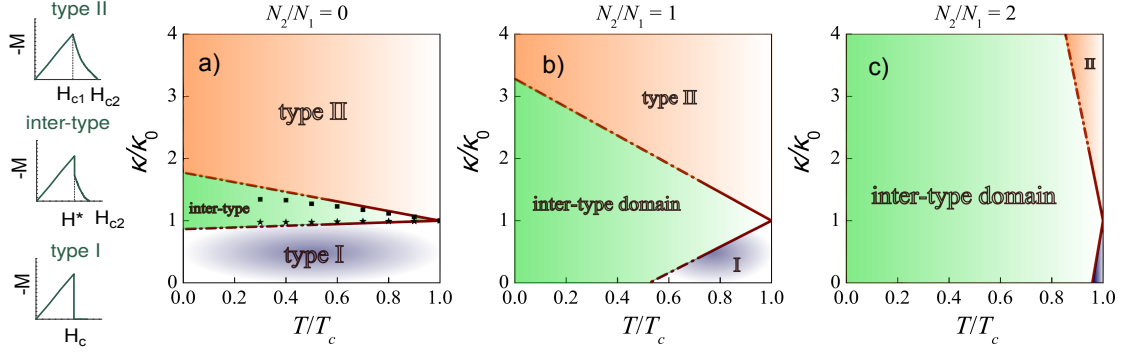 type II
-M
H_c1 H_c2
inter-type
-M
H* H_c2
type I
-M
H_c
N_2/N_1 = 0
a)
type II
inter-type
type I
κ/κ_0
4
3
2
1
0
0.0 0.2 0.4 0.6 0.8 1.0
T/T_c
N_2/N_1 = 1
b)
type II
inter-type domain
I
κ/κ_0
4
3
2
1
0
0.0 0.2 0.4 0.6 0.8 1.0
T/T_c
N_2/N_1 = 2
c)
II
inter-type domain
κ/κ_0
4
3
2
1
0
0.0 0.2 0.4 0.6 0.8 1.0
T/T_c